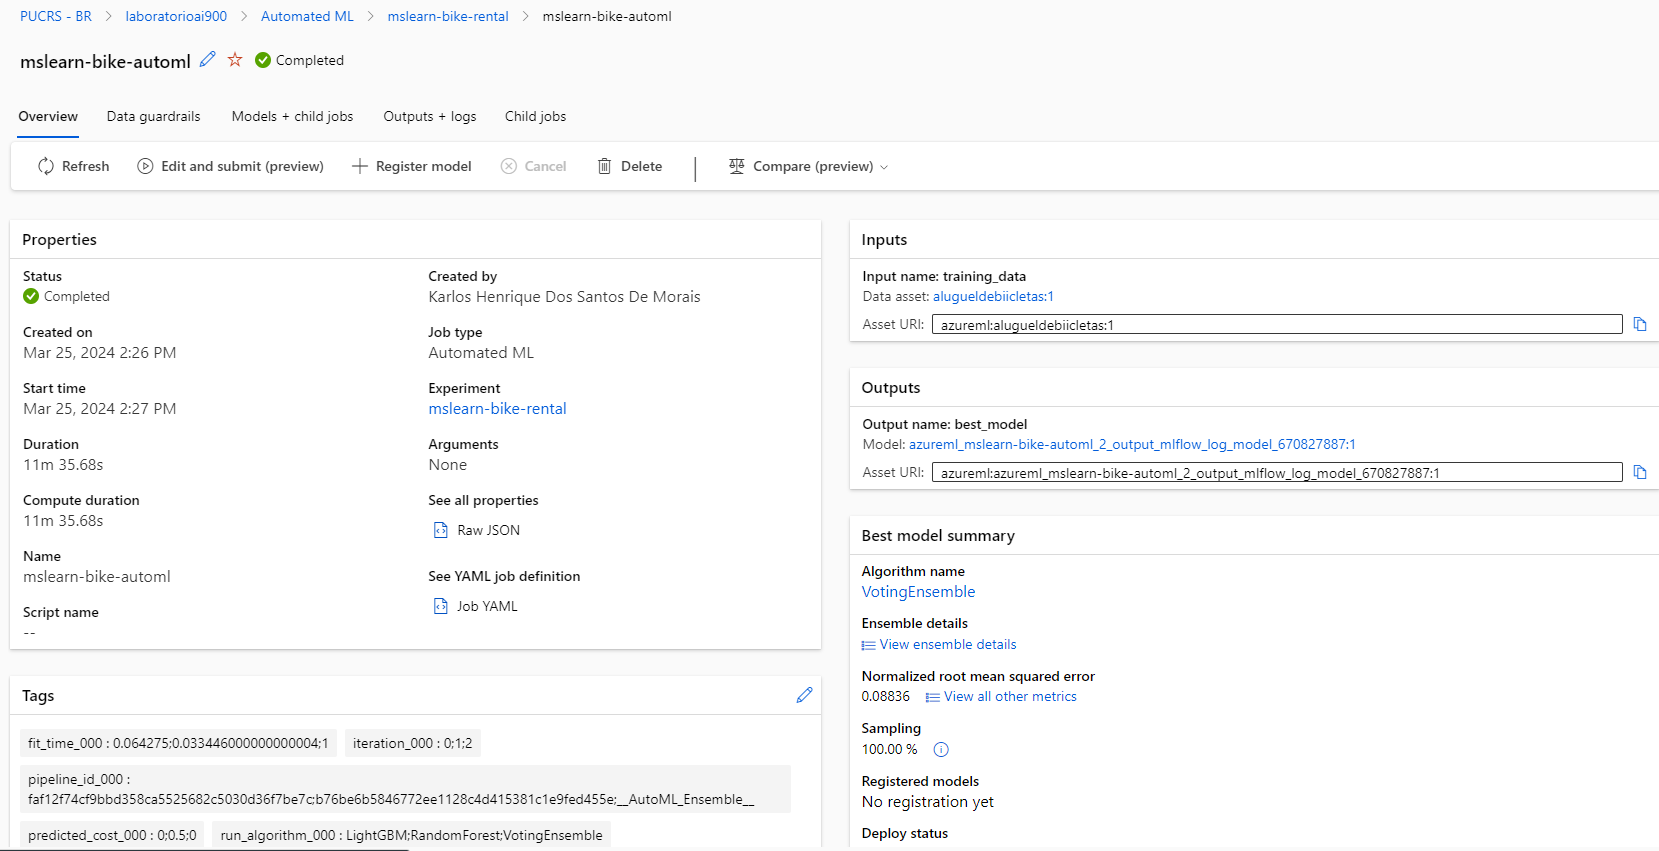 PUCRS - BR > laboratorioai900 > Automated ML > mslearn-bike-rental > mslearn-bike-automl
mslearn-bike-automl Completed
Overview Data guardrails Models + child jobs Outputs + logs Child jobs
Refresh Edit and submit (preview) Register model Cancel Delete Compare (preview)
Properties
Status
Completed
Created on
Mar 25, 2024 2:26 PM
Start time
Mar 25, 2024 2:27 PM
Duration
11m 35.68s
Compute duration
11m 35.68s
Name
mslearn-bike-automl
Script name
--
Created by
Karlos Henrique Dos Santos De Morais
Job type
Automated ML
Experiment
mslearn-bike-rental
Arguments
None
See all properties
Raw JSON
See YAML job definition
Job YAML
Tags
fit_time_000 : 0.064275;0.033446000000000004;1 iteration_000 : 0;1;2
pipeline_id_000 :
faf12f74cf9bbd358ca5525682c5030d36f7be7c;b76be6b5846772ee1128c4d415381c1e9fed455e;__AutoML_Ensemble__
predicted_cost_000 : 0;0.5;0 run_algorithm_000 : LightGBM;RandomForest;VotingEnsemble
Inputs
Input name: training_data
Data asset: alugueldebiicletas:1
Asset URI: azureml:alugueldebiicletas:1
Outputs
Output name: best_model
Model: azureml_mslearn-bike-automl_2_output_mlflow_log_model_670827887:1
Asset URI: azureml:azureml_mslearn-bike-automl_2_output_mlflow_log_model_670827887:1
Best model summary
Algorithm name
VotingEnsemble
Ensemble details
View ensemble details
Normalized root mean squared error
0.08836 View all other metrics
Sampling
100.00 %
Registered models
No registration yet
Deploy status